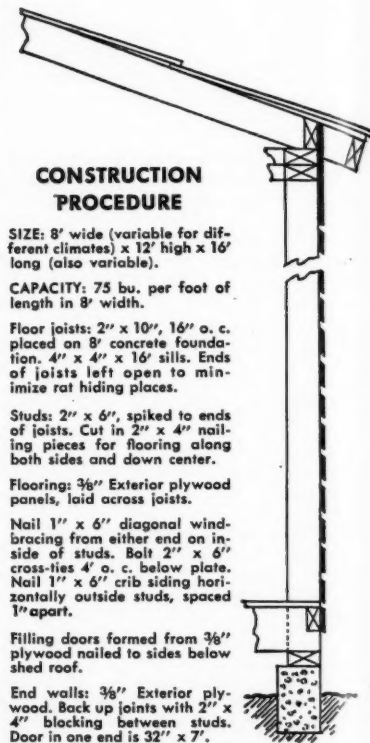 CONSTRUCTION
PROCEDURE
SIZE: 8' wide (variable for dif-
ferent climates) x 12' high x 16'
long (also variable).
CAPACITY: 75 bu. per foot of
length in 8' width.
Floor joists: 2" x 10", 16" o. c.
placed on 8' concrete founda-
tion. 4" x 4" x 16' sills. Ends
of joists left open to min-
imize rat hiding places.
Studs: 2" x 6", spiked to ends
of joists. Cut in 2" x 4" nail-
ing pieces for flooring along
both sides and down center.
Flooring: 3/8" Exterior plywood
panels, laid across joists.
Nail 1" x 6" diagonal wind-
bracing from either end on in-
side of studs. Bolt 2" x 6"
cross-ties 4' o. c. below plate.
Nail 1" x 6" crib siding hori-
zontally outside studs, spaced
1" apart.
Filling doors formed from 3/8"
plywood nailed to sides below
shed roof.
End walls: 3/8" Exterior ply-
wood. Back up joints with 2" x
4" blocking between studs.
Door in one end is 32" x 7'.